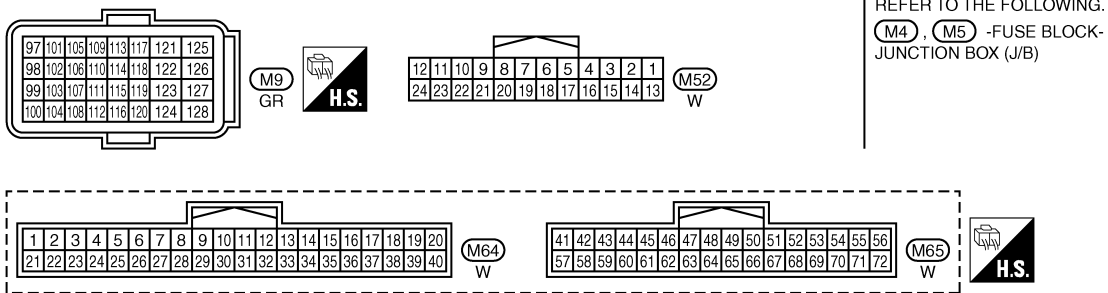 REFER TO THE FOLLOWING.
M4 , M5 -FUSE BLOCK-
JUNCTION BOX (J/B)
97 101 105 109 113 117 121 125
98 102 106 110 114 118 122 126
99 103 107 111 115 119 123 127
100 104 108 112 116 120 124 128
M9
GR
H.S.
12 11 10 9 8 7 6 5 4 3 2 1
24 23 22 21 20 19 18 17 16 15 14 13
M52
W
1 2 3 4 5 6 7 8 9 10 11 12 13 14 15 16 17 18 19 20
21 22 23 24 25 26 27 28 29 30 31 32 33 34 35 36 37 38 39 40
M64
W
41 42 43 44 45 46 47 48 49 50 51 52 53 54 55 56
57 58 59 60 61 62 63 64 65 66 67 68 69 70 71 72
M65
W
H.S.